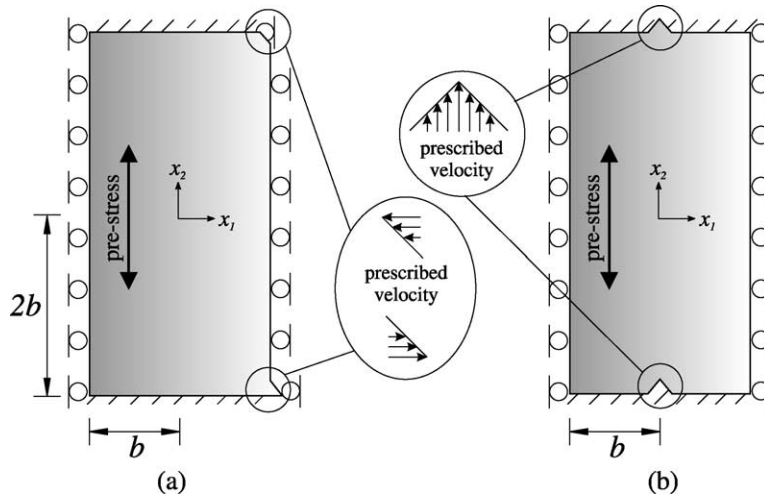 prescribed
velocity
x2
x1
pre-stress
2b
prescribed
velocity
b
(a)
x2
x1
pre-stress
b
(b)